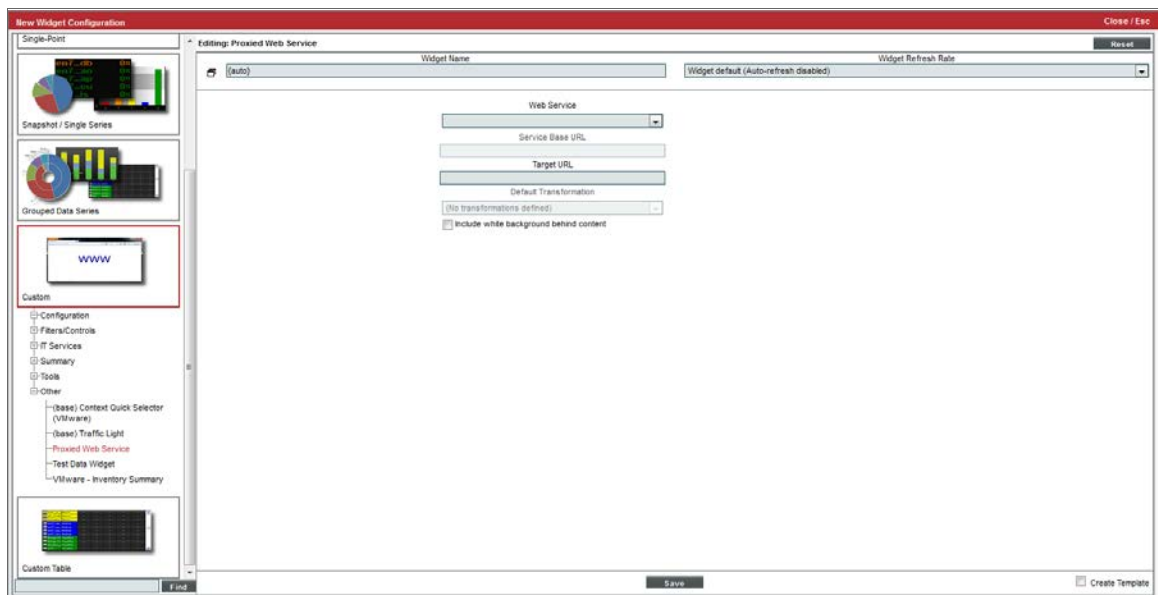 New Widget Configuration
Close / Esc
Single-Point
Snapshot / Single Series
Grouped Data Series
WWW
Custom
Configuration
Filters/Controls
IT Services
Summary
Tools
Other
(base) Context Quick Selector
(VMware)
(base) Traffic Light
Proxied Web Service
Test Data Widget
VMware - Inventory Summary
Custom Table
Find
Editing: Proxied Web Service
Reset
Widget Name
Widget Refresh Rate
(auto)
Widget default (Auto-refresh disabled)
Web Service
Service Base URL
Target URL
Default Transformation
(No transformations defined)
Include white background behind content
Save
Create Template